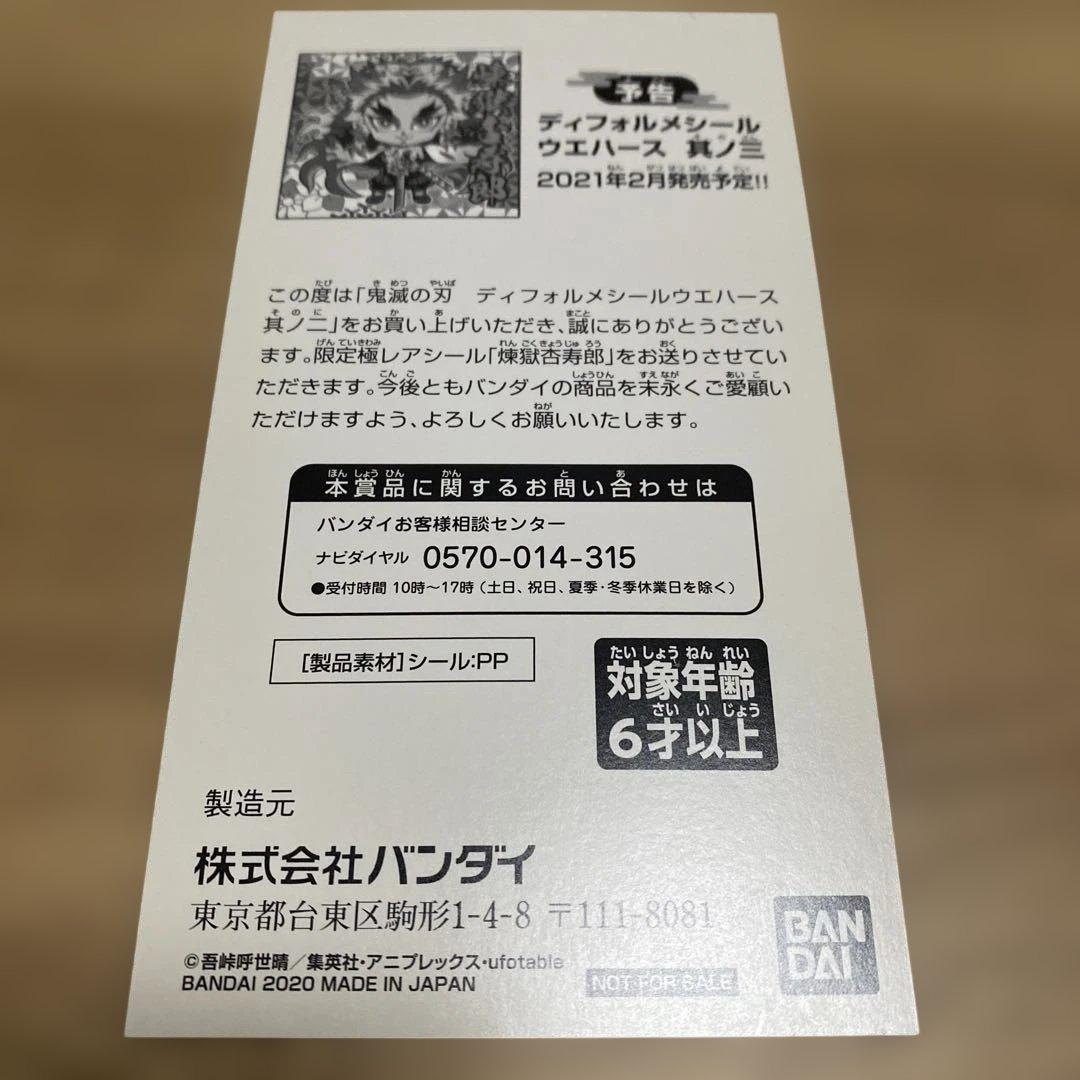 予告
ディフォルメシール
ウエハース 其ノ三
2021年2月発売予定!!
この度は「鬼滅の刃 ディフォルメシールウエハース
其ノ二」をお買い上げいただき、誠にありがとうござい
ます。限定極レアシール「煉獄杏寿郎」をお送りさせてい
ただきます。今後ともバンダイの商品を末永くご愛顧い
ただけますよう、よろしくお願いいたします。
本賞品に関するお問い合わせは
バンダイお客様相談センター
ナビダイヤル 0570-014-315
●受付時間 10時〜17時(土日、祝日、夏季・冬季休業日を除く)
[製品素材]シール:PP
対象年齢
6才以上
製造元
株式会社バンダイ
東京都台東区駒形1-4-8 〒111-8081
©吾峠呼世晴/集英社・アニプレックス・ufotable
BANDAI 2020 MADE IN JAPAN
NOT FOR SALE
BAN
DAI